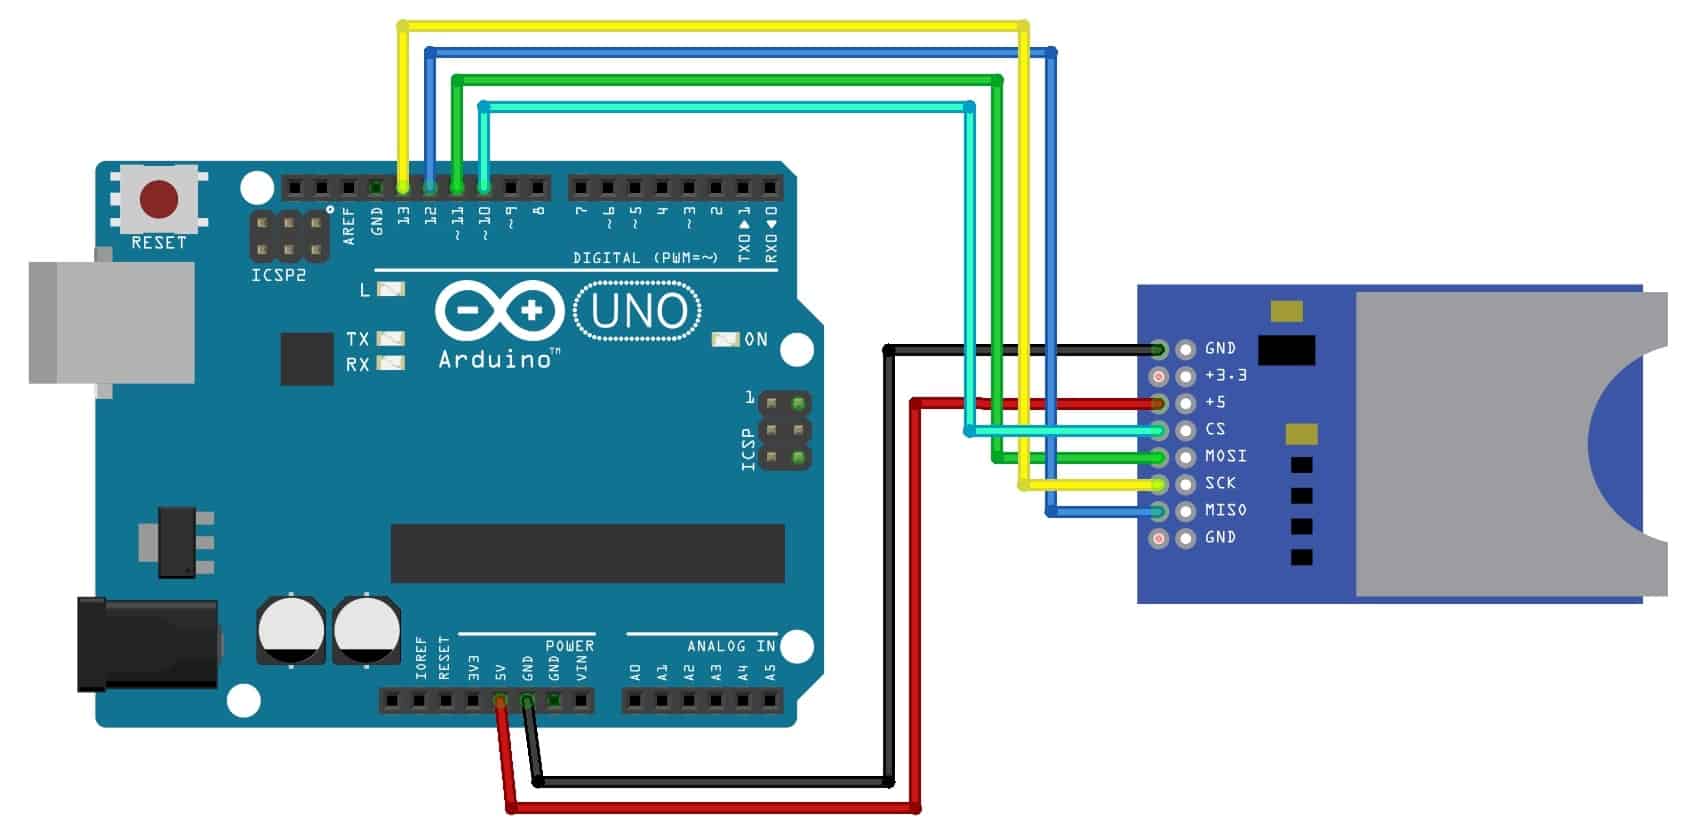 RESET
ICSP2
AREF
GND
13
12
~11
~10
~9
8
7
~6
~5
4
~3
2
TX0▶1
RX0◀0
DIGITAL (PWM=~)
L
TX
RX
UNO
Arduino™
ON
1
ICSP
IOREF
RESET
3V3
5V
GND
GND
VIN
POWER
ANALOG IN
A0
A1
A2
A3
A4
A5
GND
+3.3
+5
CS
MOSI
SCK
MISO
GND